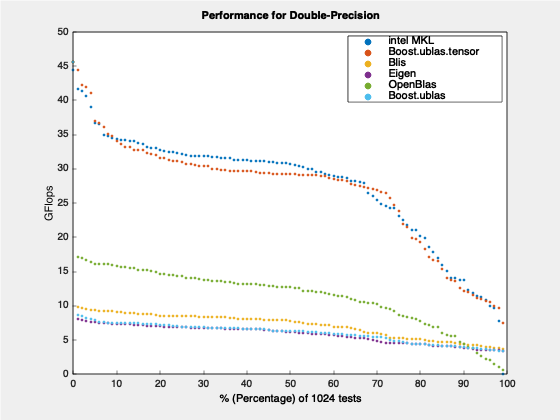 Performance for Double-Precision
50
45
40
35
30
25
20
15
10
5
0
GFlops
intel MKL
Boost.ublas.tensor
Blis
Eigen
OpenBlas
Boost.ublas
0 10 20 30 40 50 60 70 80 90 100
% (Percentage) of 1024 tests